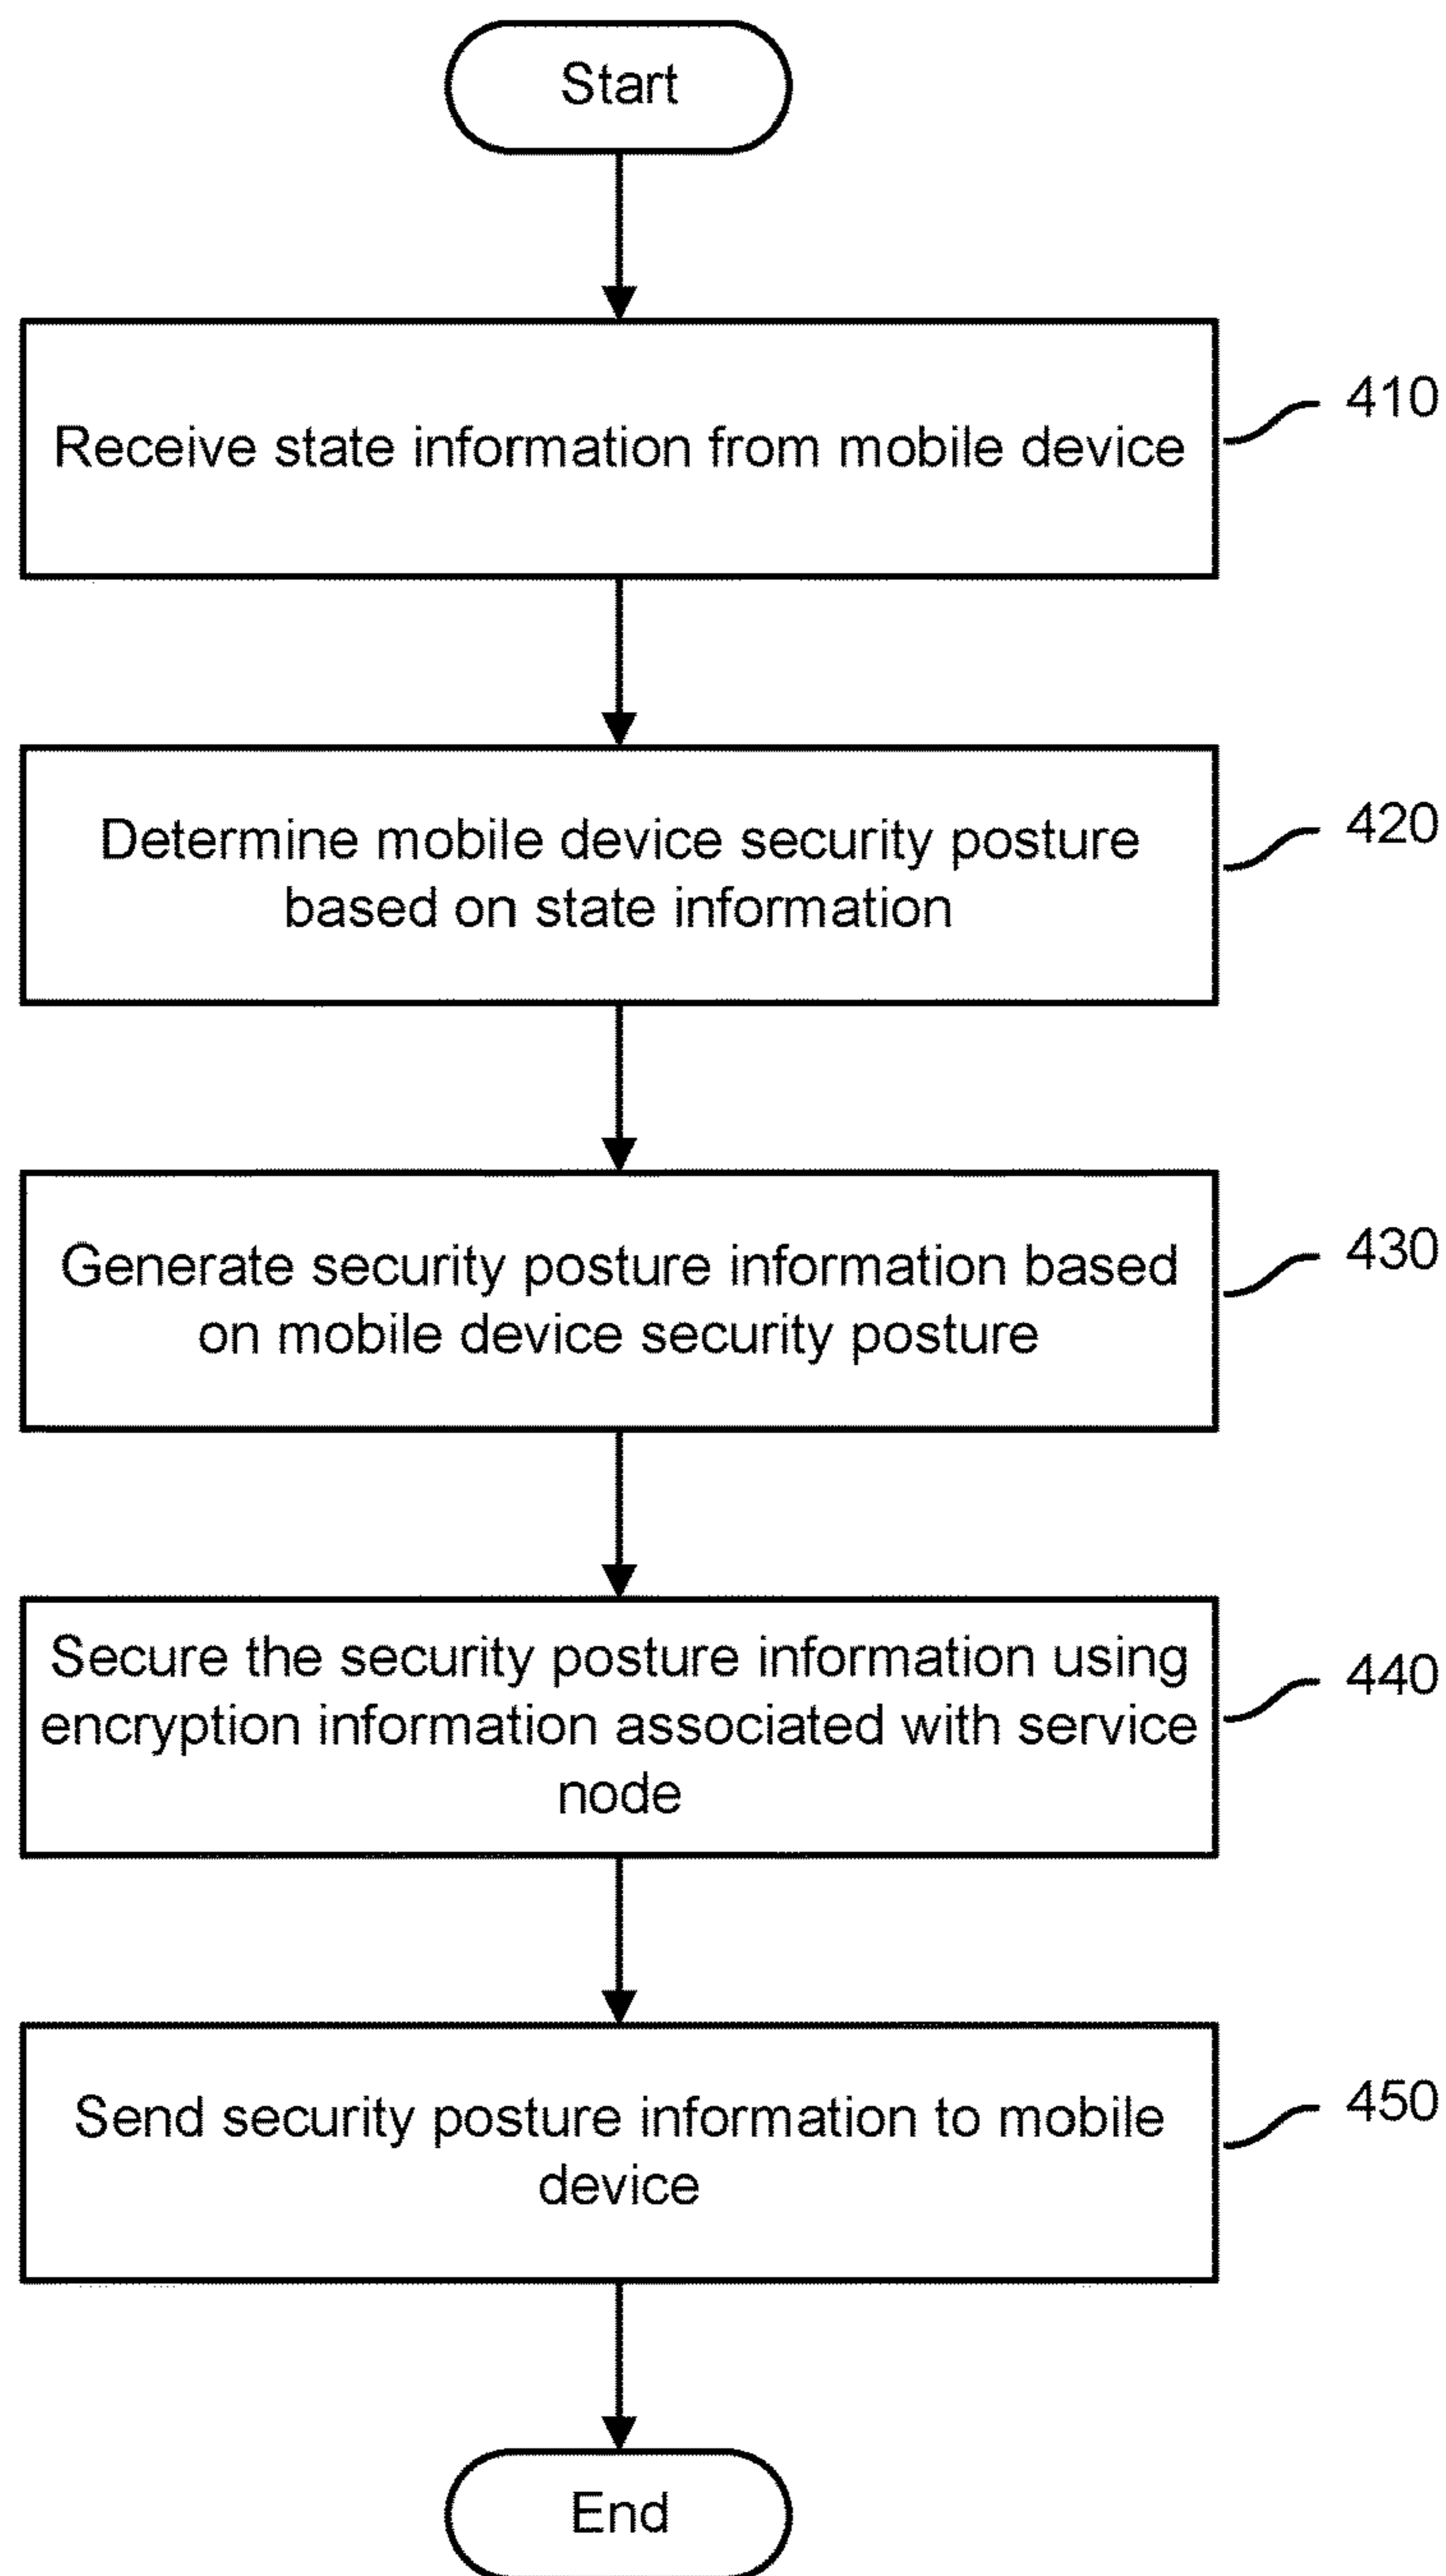 Start
Receive state information from mobile device
410
Determine mobile device security posture
based on state information
420
Generate security posture information based
on mobile device security posture
430
Secure the security posture information using
encryption information associated with service
node
440
Send security posture information to mobile
device
450
End